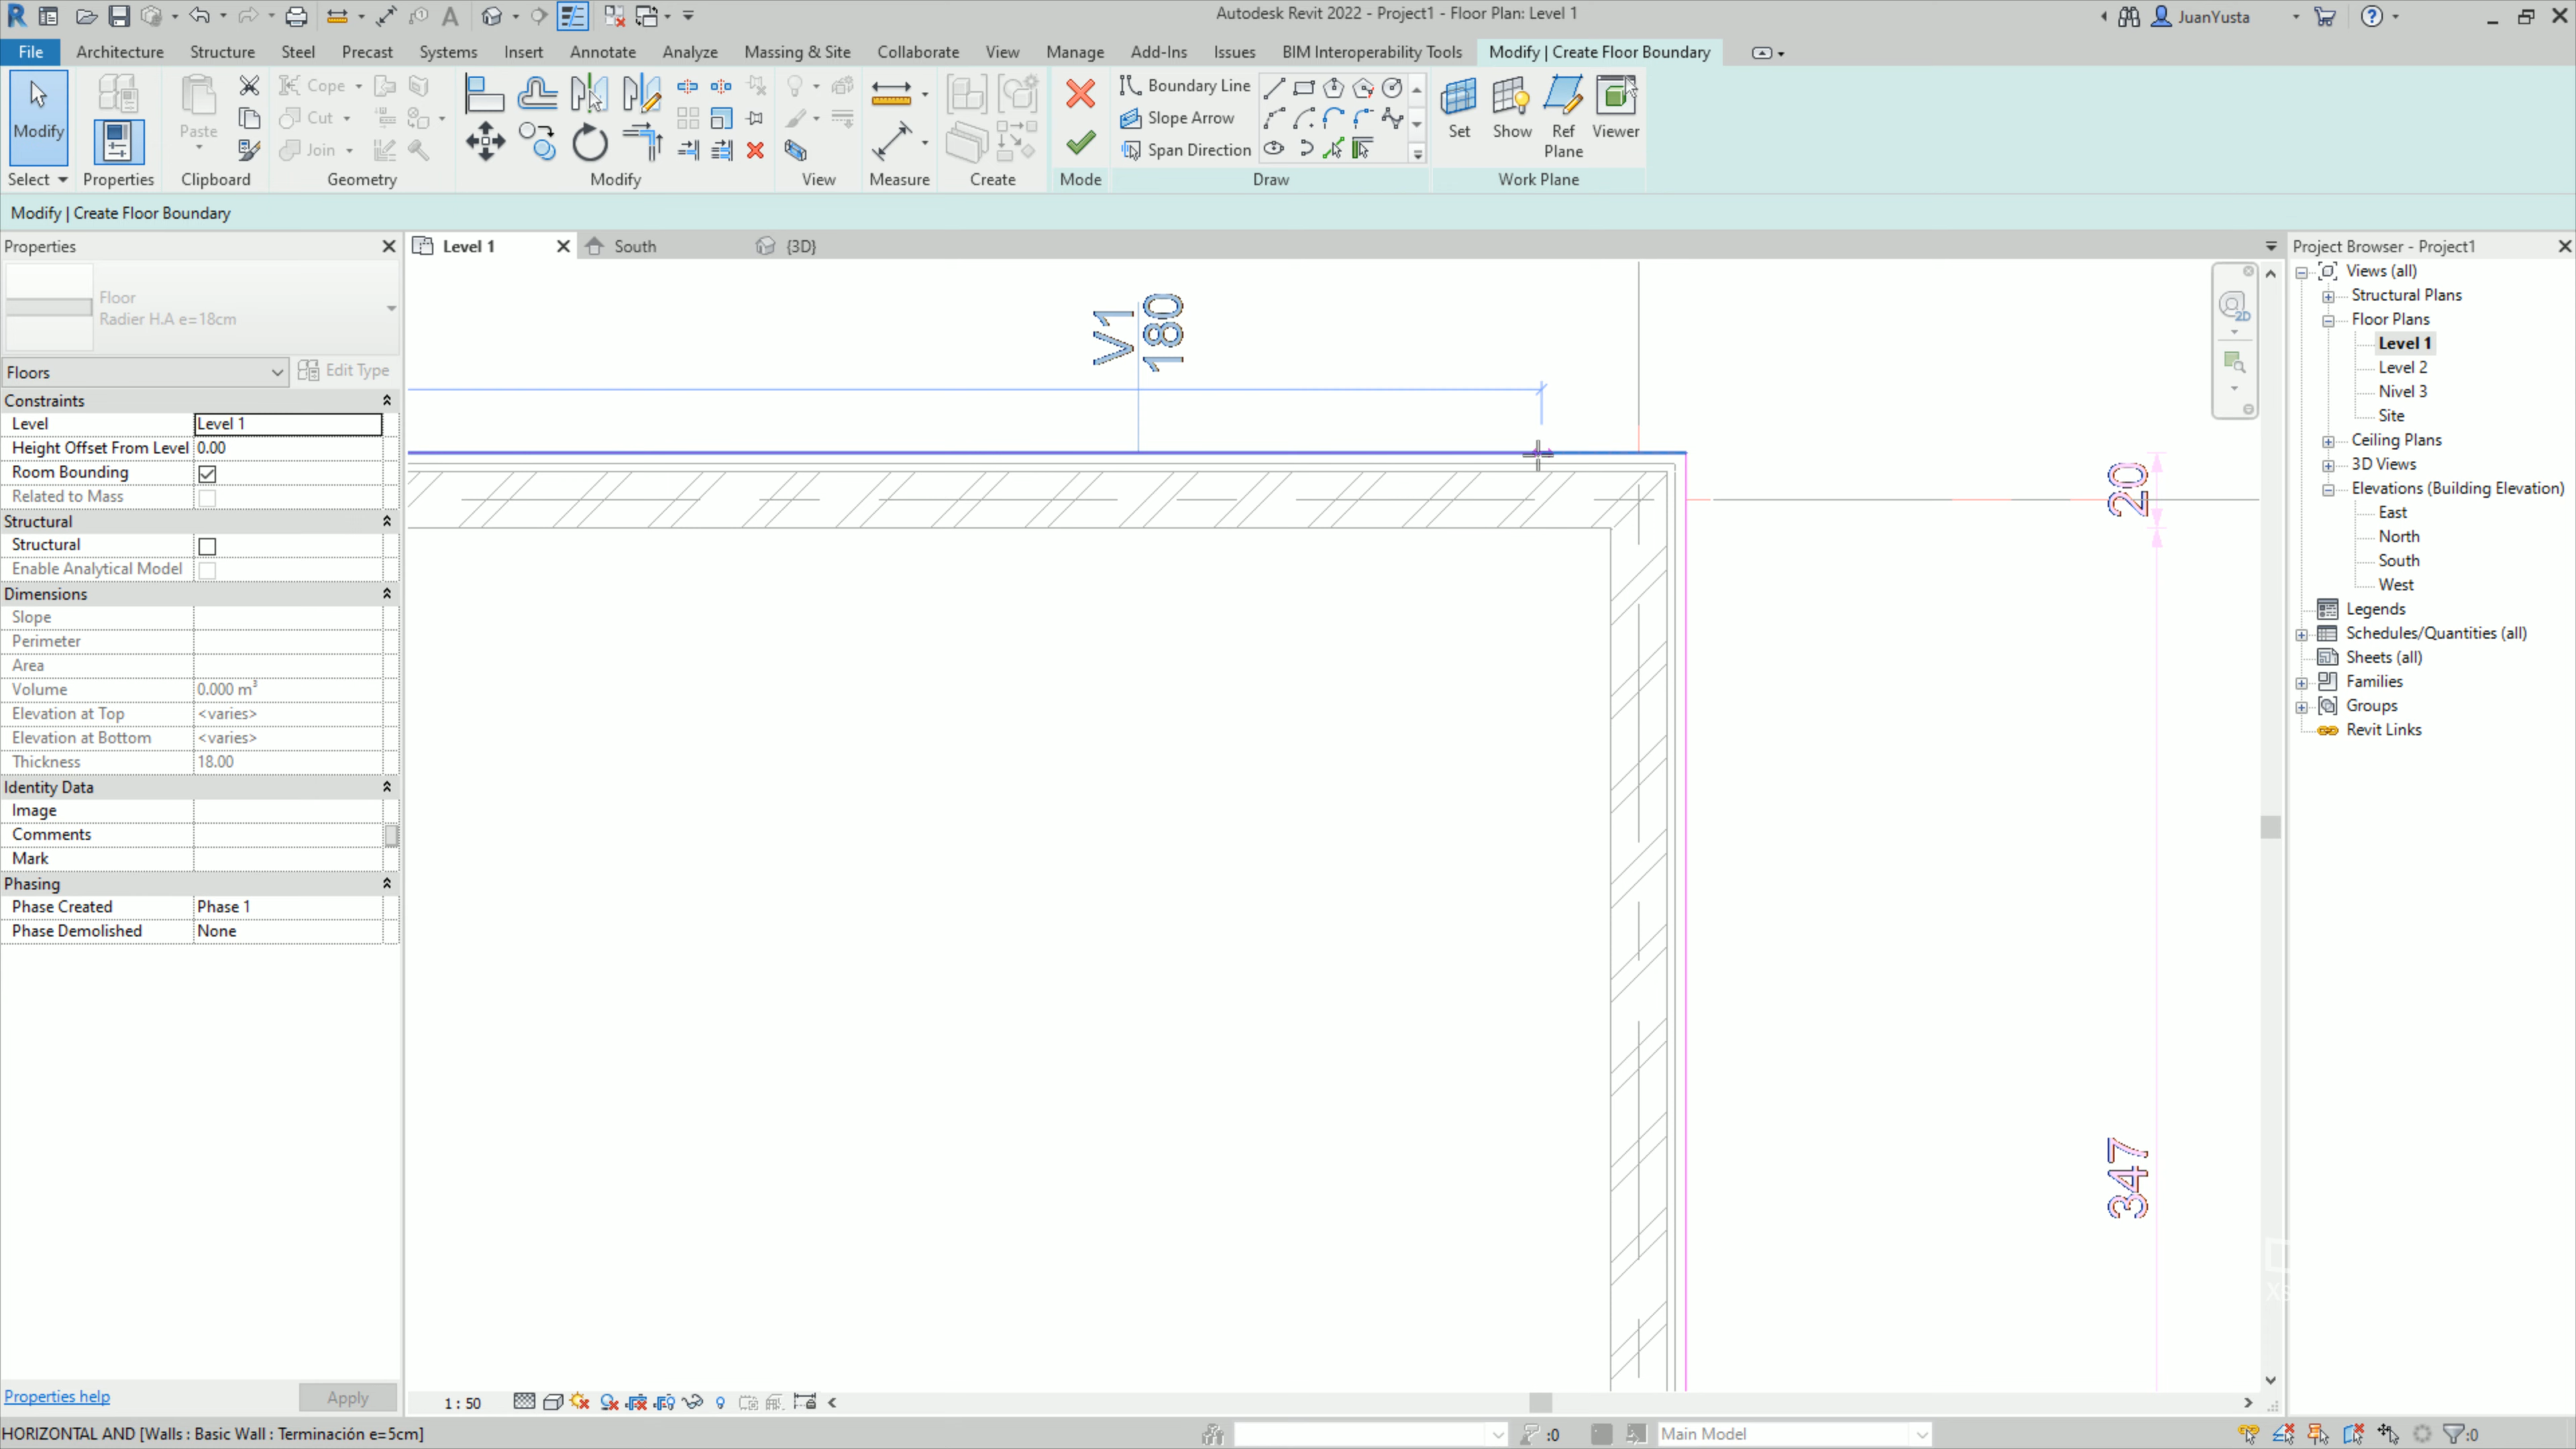 Autodesk Revit 2022 - Project1 - Floor Plan: Level 1
JuanYusta
File
Architecture
Structure
Steel
Precast
Systems
Insert
Annotate
Analyze
Massing & Site
Collaborate
View
Manage
Add-Ins
Issues
BIM Interoperability Tools
Modify | Create Floor Boundary
Modify
Paste
Cope
Cut
Join
Boundary Line
Slope Arrow
Span Direction
Set
Show
Ref
Plane
Viewer
Select
Properties
Clipboard
Geometry
Modify
View
Measure
Create
Mode
Draw
Work Plane
Modify | Create Floor Boundary
Properties
Floor
Radier H.A e=18cm
Floors
Edit Type
Constraints
Level Level 1
Height Offset From Level 0.00
Room Bounding
Related to Mass
Structural
Structural
Enable Analytical Model
Dimensions
Slope
Perimeter
Area
Volume 0.000 m³
Elevation at Top <varies>
Elevation at Bottom <varies>
Thickness 18.00
Identity Data
Image
Comments
Mark
Phasing
Phase Created Phase 1
Phase Demolished None
Properties help
Apply
Level 1
South
{3D}
V1
180
20
347
2D
Project Browser - Project1
Views (all)
Structural Plans
Floor Plans
Level 1
Level 2
Nivel 3
Site
Ceiling Plans
3D Views
Elevations (Building Elevation)
East
North
South
West
Legends
Schedules/Quantities (all)
Sheets (all)
Families
Groups
Revit Links
1 : 50
HORIZONTAL AND [Walls : Basic Wall : Terminación e=5cm]
:0
Main Model
:0